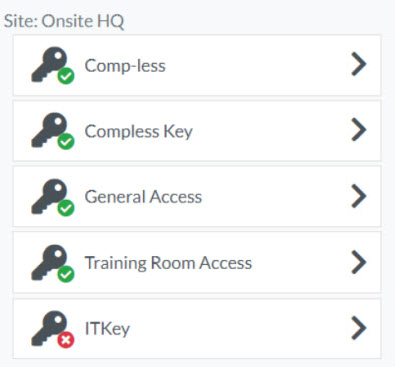 Site: Onsite HQ
Comp-less
Compless Key
General Access
Training Room Access
ITKey